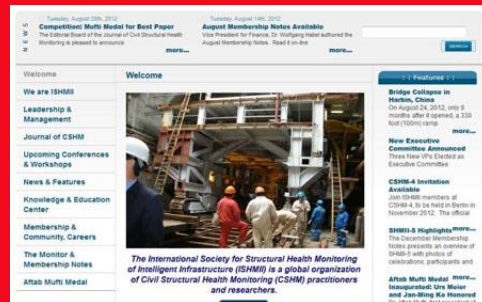 NEWS
Tuesday, August 28th, 2012
Competition: Mufti Medal for Best Paper
The Editorial Board of the Journal of Civil Structural Health
Monitoring is pleased to announce
more...
Tuesday, August 14th, 2012
August Membership Notes Available
Vice President for Finance, Dr. Wolfgang Habel authored the
August Membership Notes. Read it on-line
more...
SEARCH
Welcome
We are ISHMII
Leadership &
Management
Journal of CSHM
Upcoming Conferences
& Workshops
News & Features
Knowledge & Education
Center
Membership &
Community, Careers
The Monitor &
Membership Notes
Aftab Mufti Medal
Welcome
The International Society for Structural Health Monitoring
of Intelligent Infrastructure (ISHMII) is a global organization
of Civil Structural Health Monitoring (CSHM) practitioners
and researchers.
: : Features : :
Bridge Collapse in
Harbin, China
On August 24, 2012, only 9
months after it opened, a 330
foot (100m) ramp
more...
New Executive
Committee Announced
Three New VPs Elected as
Executive Committee
CSHM-4 Invitation
Available
Join ISHMII members at
CSHM-4, to be held in Berlin in
November 2012. The official
SHMII-5 Highlights more...
The December Membership
Notes presents an overview of
SHMII-5 with photos of
celebrations, participants and
more...
Aftab Mufti Medal
Inaugurated: Urs Meier
and Jan-Ming Ko Honored